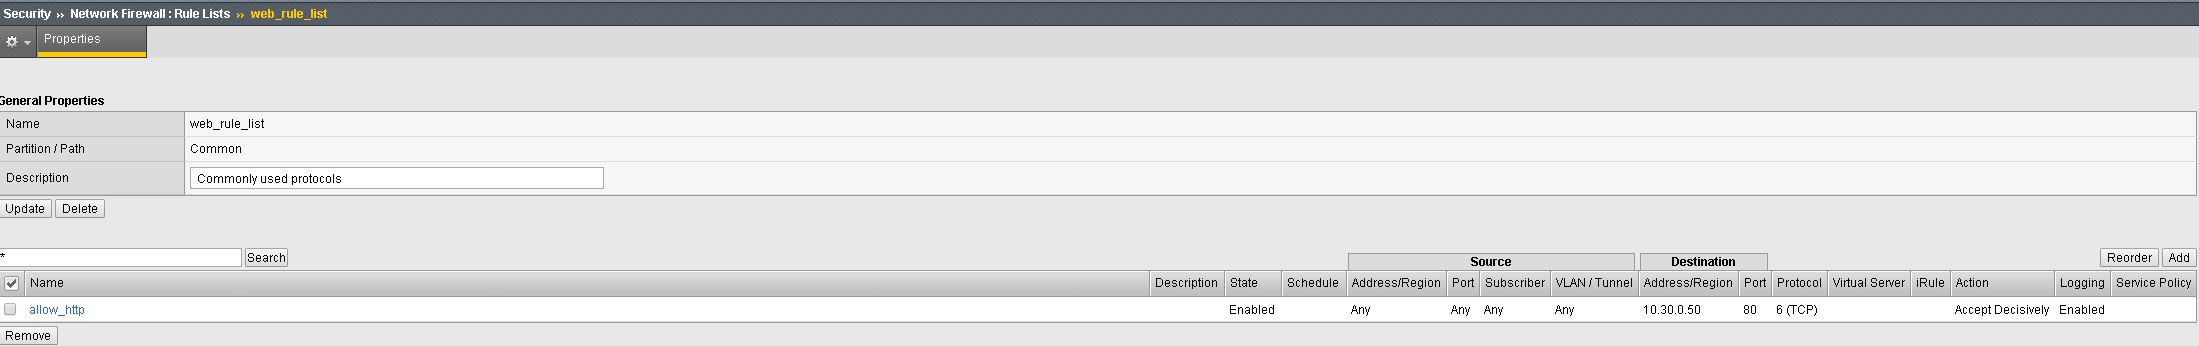 Security ›› Network Firewall : Rule Lists ›› web_rule_list
Properties
General Properties
Name web_rule_list
Partition / Path Common
Description Commonly used protocols
Update Delete
* Search Source Destination Reorder Add
Name Description State Schedule Address/Region Port Subscriber VLAN / Tunnel Address/Region Port Protocol Virtual Server iRule Action Logging Service Policy
allow_http Enabled Any Any Any Any 10.30.0.50 80 6 (TCP) Accept Decisively Enabled
Remove